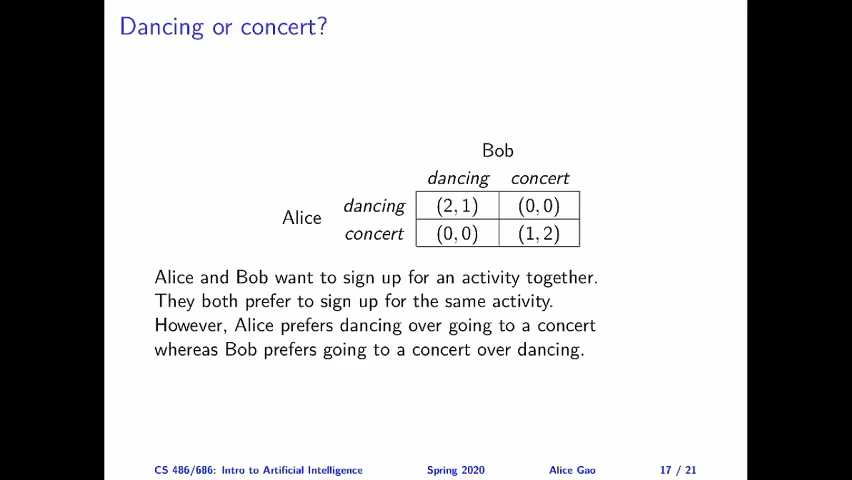 Dancing or concert?
Bob
dancing concert
Alice
dancing (2, 1) (0, 0)
concert (0, 0) (1, 2)
Alice and Bob want to sign up for an activity together.
They both prefer to sign up for the same activity.
However, Alice prefers dancing over going to a concert
whereas Bob prefers going to a concert over dancing.
CS 486/686: Intro to Artificial Intelligence Spring 2020 Alice Gao 17 / 21